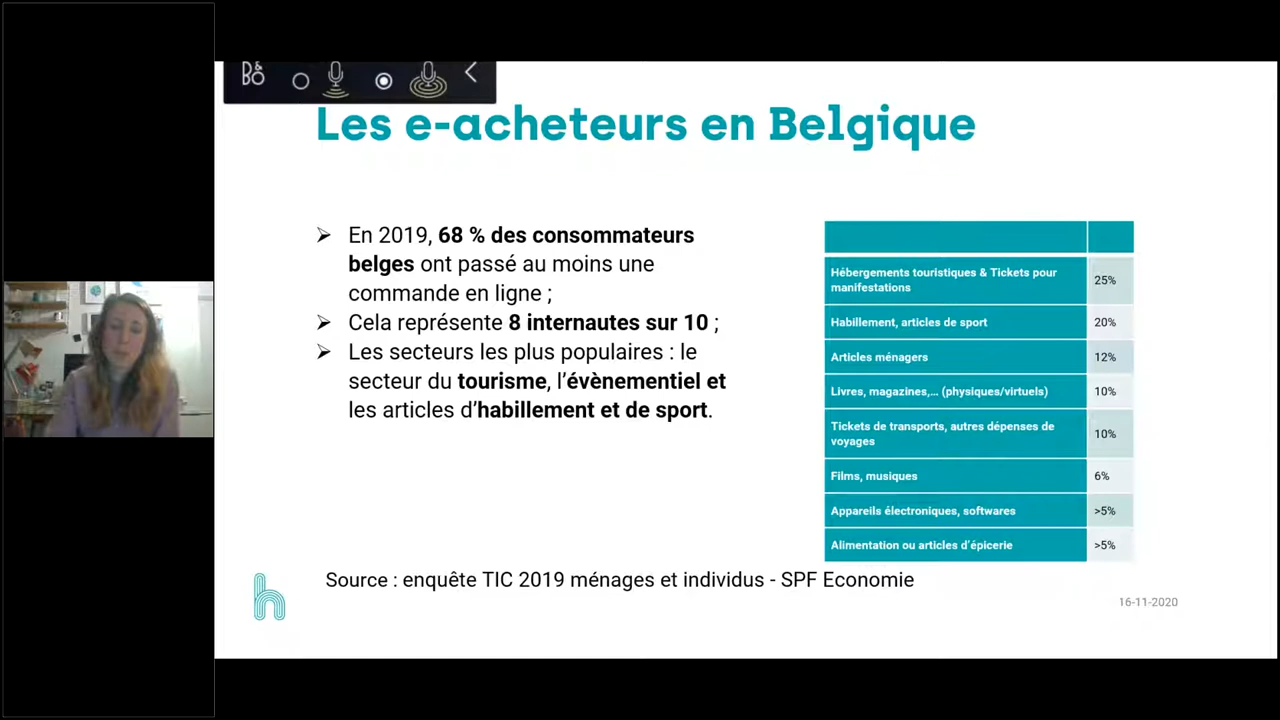 D&
BO
Les e-acheteurs en Belgique
➢ En 2019, 68 % des consommateurs
belges ont passé au moins une
commande en ligne ;
➢ Cela représente 8 internautes sur 10 ;
➢ Les secteurs les plus populaires : le
secteur du tourisme, l’évènementiel et
les articles d’habillement et de sport.
Hébergements touristiques & Tickets pour
manifestations
25%
Habillement, articles de sport
20%
Articles ménagers
12%
Livres, magazines,... (physiques/virtuels)
10%
Tickets de transports, autres dépenses de
voyages
10%
Films, musiques
6%
Appareils électroniques, softwares
>5%
Alimentation ou articles d’épicerie
>5%
Source : enquête TIC 2019 ménages et individus - SPF Economie
h
16-11-2020